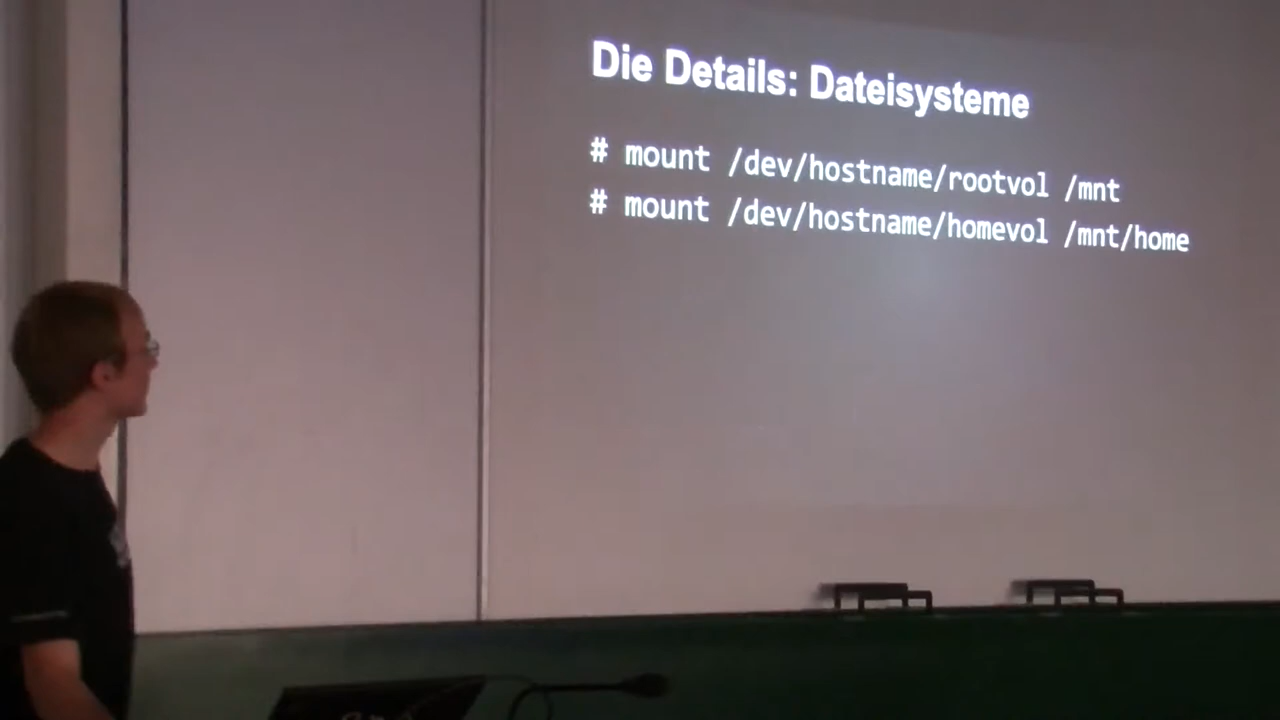 Die Details: Dateisysteme
# mount /dev/hostname/rootvol /mnt
# mount /dev/hostname/homevol /mnt/home